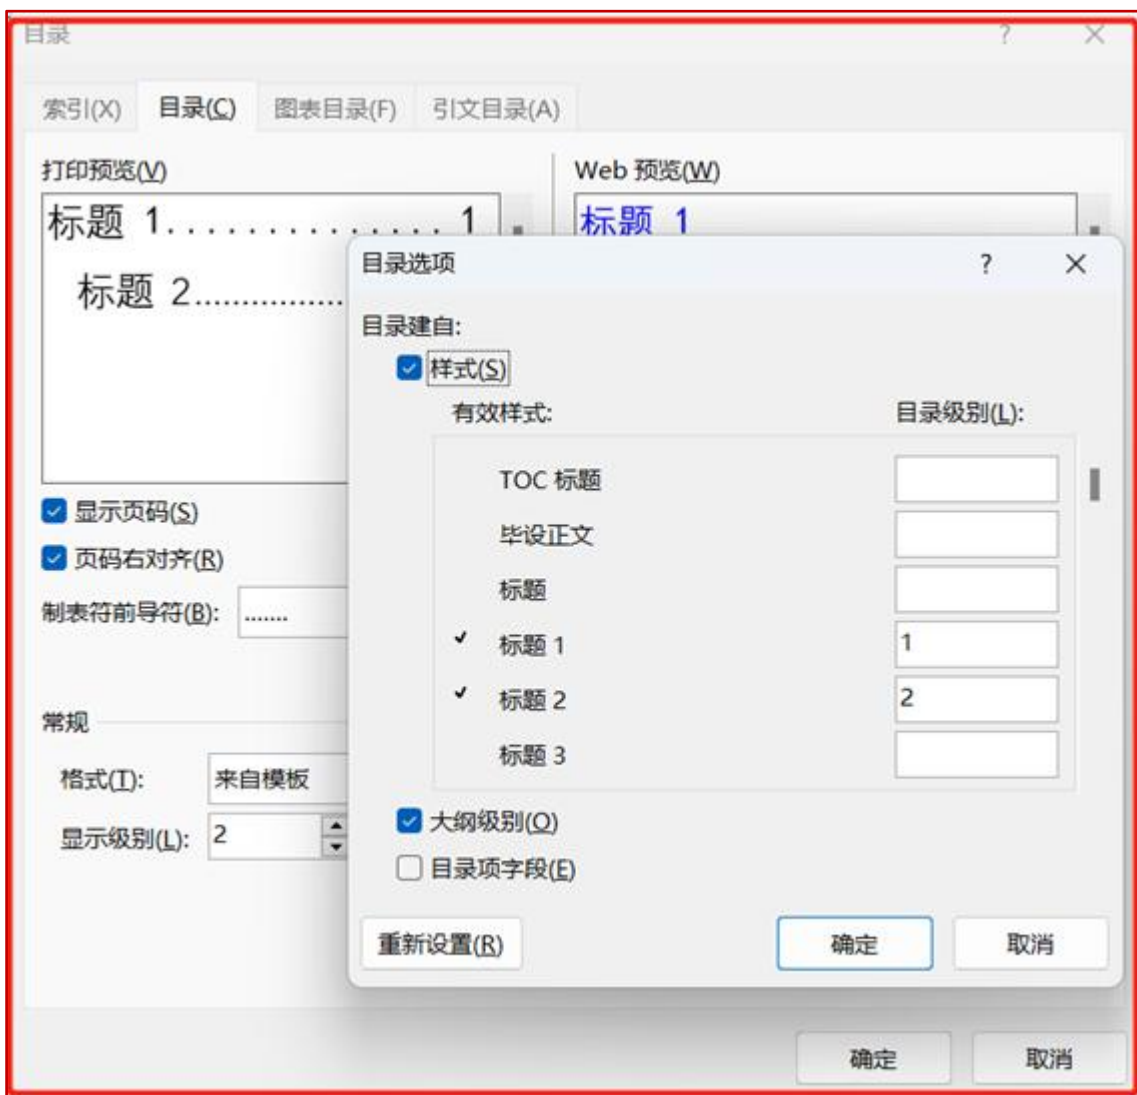 目录 ?
索引(X) 目录(C) 图表目录(F) 引文目录(A)
打印预览(V) Web 预览(W)
标题 1.............. 1 标题 1
标题 2................
目录选项 ?
目录建自:
样式(S)
有效样式: 目录级别(L):
TOC 标题
毕设正文
标题
标题 1 1
标题 2 2
标题 3
大纲级别(O)
目录项字段(E)
重新设置(R) 确定 取消
显示页码(S)
页码右对齐(R)
制表符前导符(B): .......
常规
格式(T): 来自模板
显示级别(L): 2
确定 取消